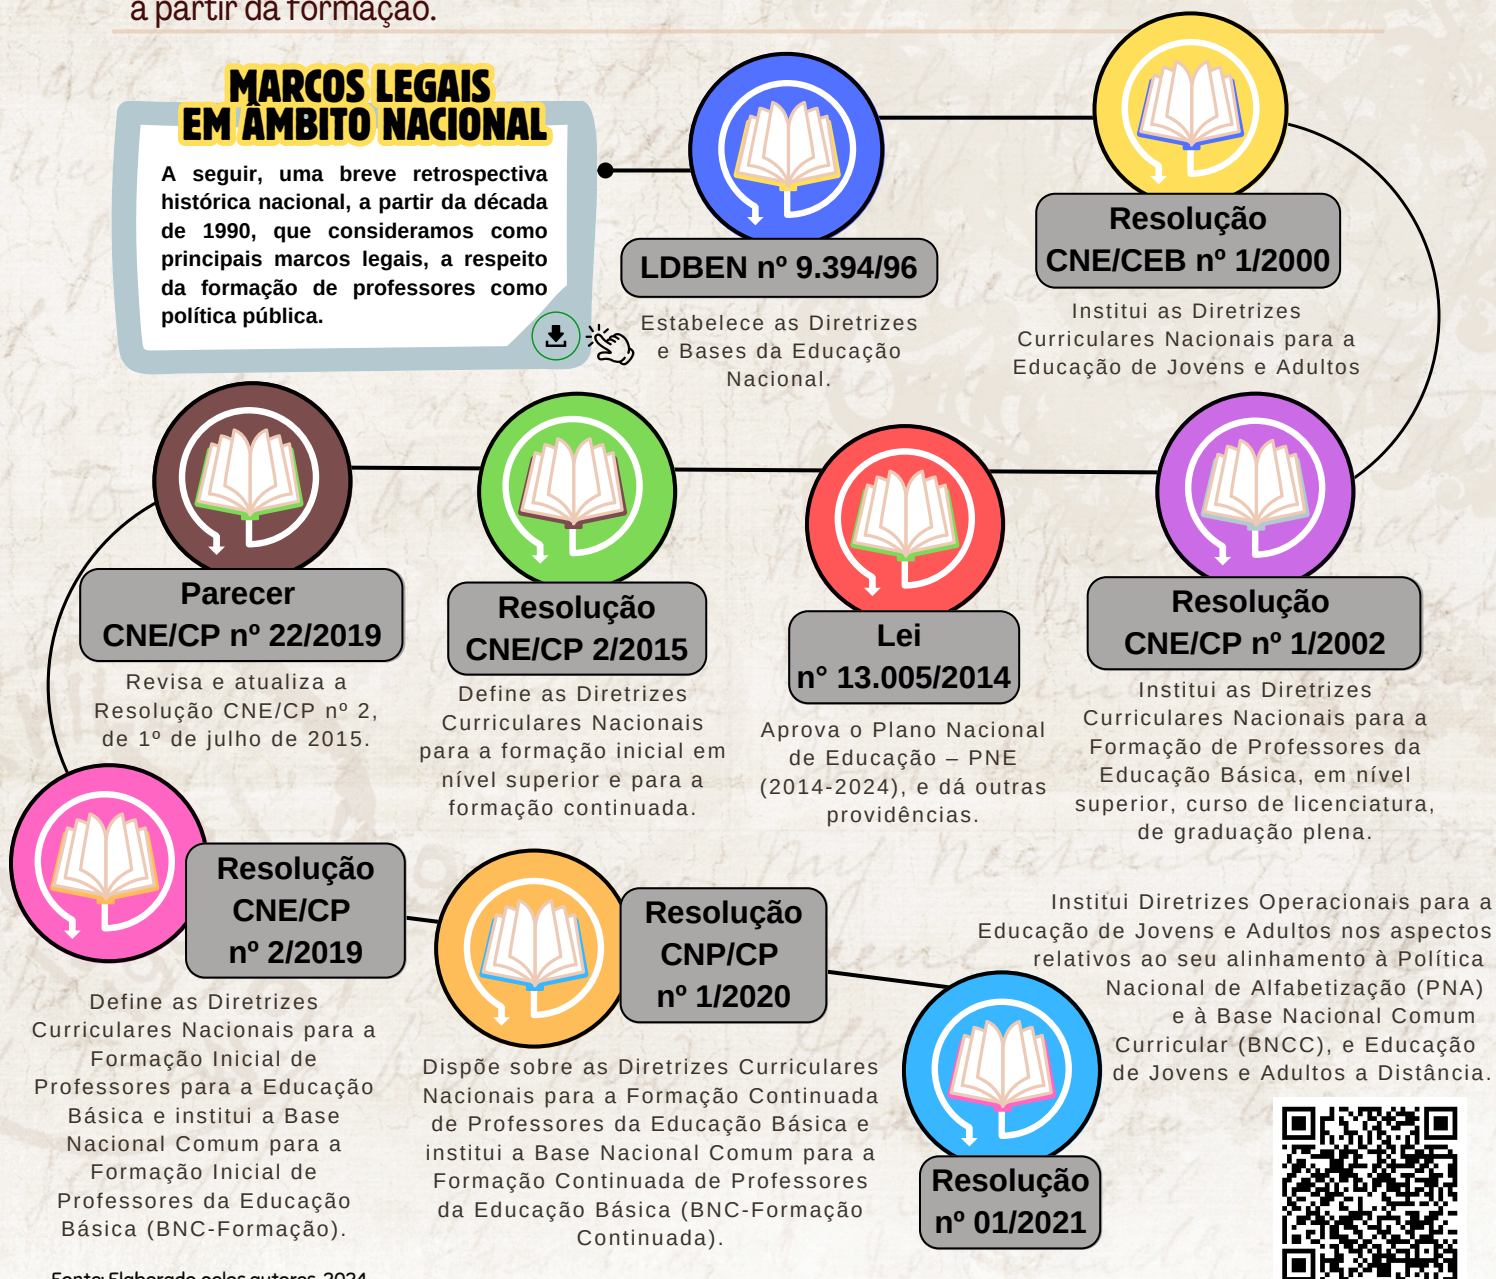 a partir da formação.
MARCOS LEGAIS
EM ÂMBITO NACIONAL
A seguir, uma breve retrospectiva
histórica nacional, a partir da década
de 1990, que consideramos como
principais marcos legais, a respeito
da formação de professores como
política pública.
LDBEN nº 9.394/96
Estabelece as Diretrizes
e Bases da Educação
Nacional.
Resolução
CNE/CEB nº 1/2000
Institui as Diretrizes
Curriculares Nacionais para a
Educação de Jovens e Adultos
Resolução
CNE/CP nº 1/2002
Institui as Diretrizes
Curriculares Nacionais para a
Formação de Professores da
Educação Básica, em nível
superior, curso de licenciatura,
de graduação plena.
Lei
n° 13.005/2014
Aprova o Plano Nacional
de Educação – PNE
(2014-2024), e dá outras
providências.
Resolução
CNE/CP 2/2015
Define as Diretrizes
Curriculares Nacionais
para a formação inicial em
nível superior e para a
formação continuada.
Parecer
CNE/CP nº 22/2019
Revisa e atualiza a
Resolução CNE/CP nº 2,
de 1º de julho de 2015.
Resolução
CNE/CP
nº 2/2019
Define as Diretrizes
Curriculares Nacionais para a
Formação Inicial de
Professores para a Educação
Básica e institui a Base
Nacional Comum para a
Formação Inicial de
Professores da Educação
Básica (BNC-Formação).
Resolução
CNP/CP
nº 1/2020
Dispõe sobre as Diretrizes Curriculares
Nacionais para a Formação Continuada
de Professores da Educação Básica e
institui a Base Nacional Comum para a
Formação Continuada de Professores
da Educação Básica (BNC-Formação
Continuada).
Resolução
nº 01/2021
Institui Diretrizes Operacionais para a
Educação de Jovens e Adultos nos aspectos
relativos ao seu alinhamento à Política
Nacional de Alfabetização (PNA)
e à Base Nacional Comum
Curricular (BNCC), e Educação
de Jovens e Adultos a Distância.
Fonte: Elaborado pelos autores, 2024